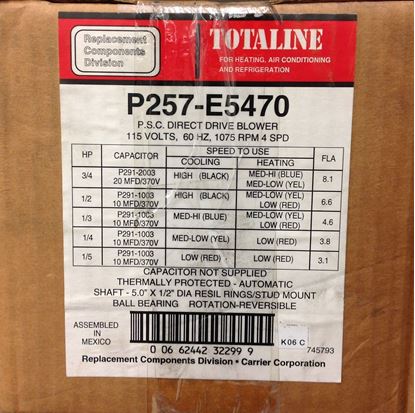 Replacement
Components
Division
TOTALINE
FOR HEATING, AIR CONDITIONING
AND REFRIGERATION
P257-E5470
P.S.C. DIRECT DRIVE BLOWER
115 VOLTS, 60 HZ, 1075 RPM 4 SPD
HP CAPACITOR SPEED TO USE FLA
COOLING HEATING
3/4 P291-2003 20 MFD/370V HIGH (BLACK) MED-HI (BLUE) MED-LOW (YEL) 8.1
1/2 P291-1003 10 MFD/370V HIGH (BLACK) MED-LOW (YEL) LOW (RED) 6.6
1/3 P291-1003 10 MFD/370V MED-HI (BLUE) MED-LOW (YEL) LOW (RED) 4.6
1/4 P291-1003 10 MFD/370V MED-LOW (YEL) LOW (RED) 3.8
1/5 P291-1003 10 MFD/370V LOW (RED) LOW (RED) 3.1
CAPACITOR NOT SUPPLIED
THERMALLY PROTECTED - AUTOMATIC
SHAFT - 5.0" X 1/2" DIA RESIL RINGS/STUD MOUNT
BALL BEARING ROTATION-REVERSIBLE
ASSEMBLED IN
MEXICO
K06 C
0 06 62442 32299 9
745793
Replacement Components Division • Carrier Corporation